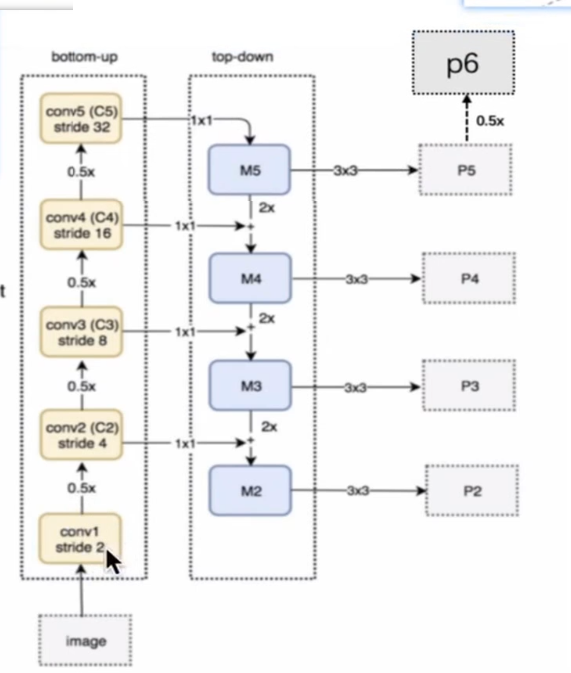 bottom-up
top-down
p6
conv5 (C5)
stride 32
1x1
0.5x
M5
3x3
P5
0.5x
2x
conv4 (C4)
stride 16
1x1
+
M4
3x3
P4
0.5x
2x
conv3 (C3)
stride 8
1x1
+
M3
3x3
P3
0.5x
2x
conv2 (C2)
stride 4
1x1
+
M2
3x3
P2
0.5x
conv1
stride 2
image
t